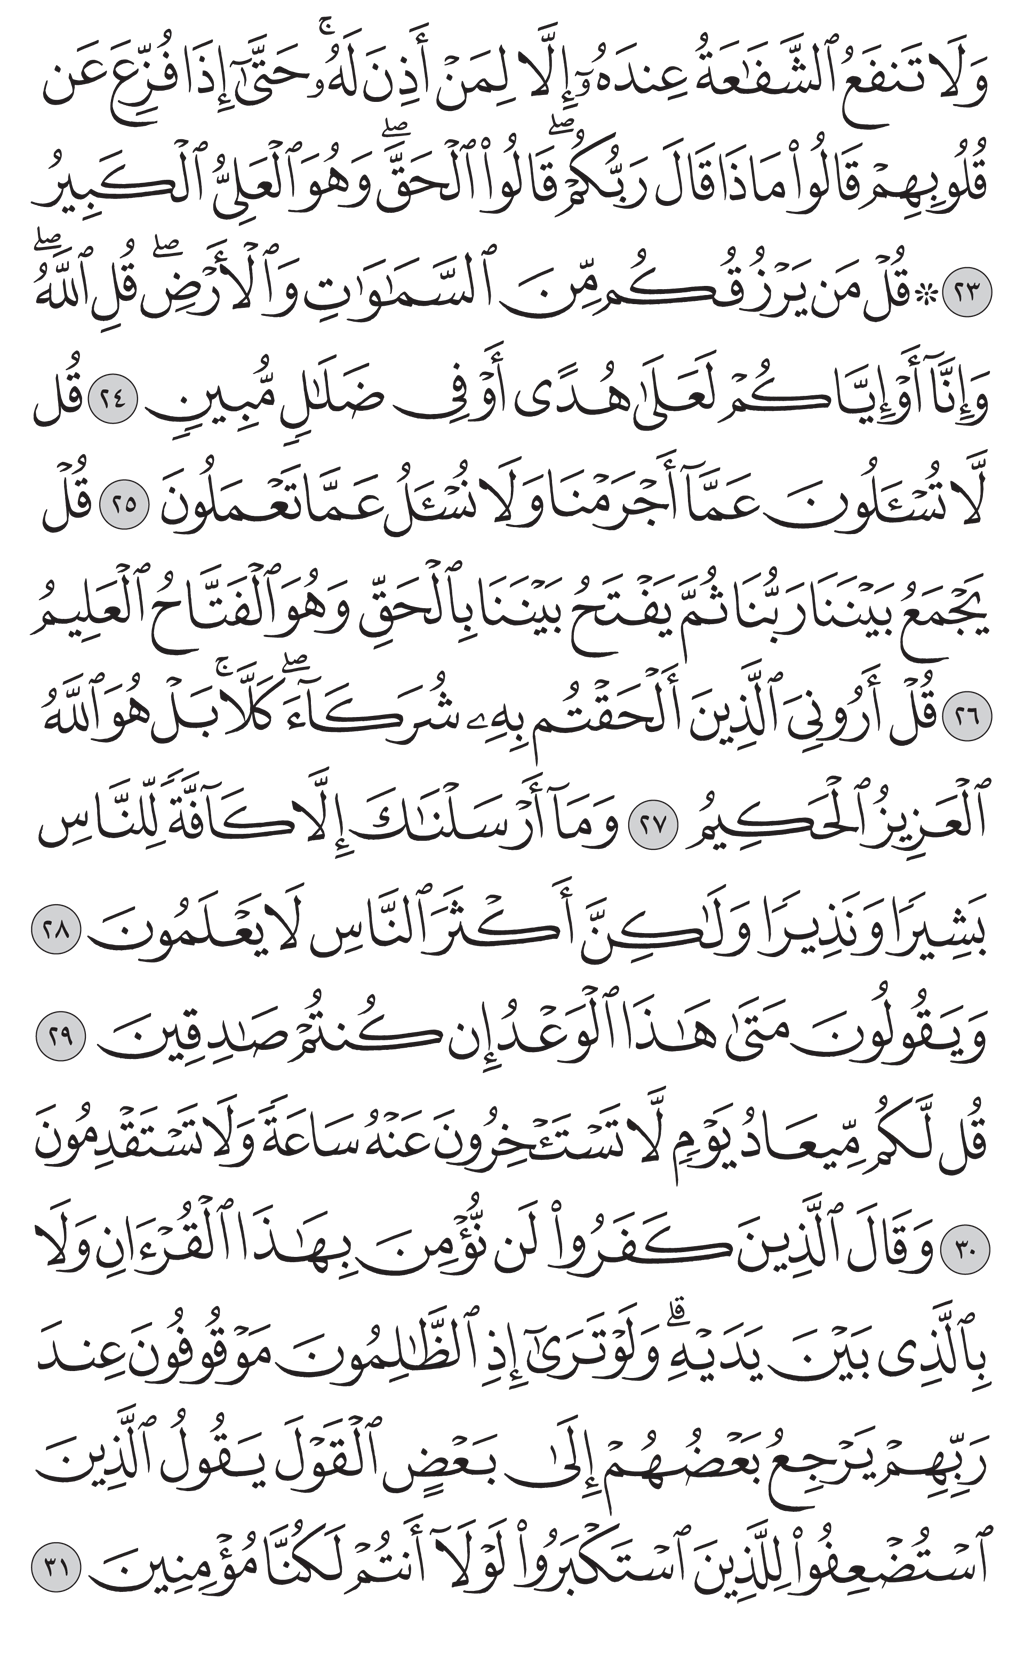 وَلَا تَنفَعُ ٱلشَّفَٰعَةُ عِندَهُۥٓ إِلَّا لِمَنْ أَذِنَ لَهُۥ ۚ حَتَّىٰٓ إِذَا فُزِّعَ عَن
قُلُوبِهِمْ قَالُوا۟ مَاذَا قَالَ رَبُّكُمْ ۖ قَالُوا۟ ٱلْحَقَّ ۖ وَهُوَ ٱلْعَلِىُّ ٱلْكَبِيرُ
٢٣ ۞ قُلْ مَن يَرْزُقُكُم مِّنَ ٱلسَّمَٰوَٰتِ وَٱلْأَرْضِ ۖ قُلِ ٱللَّهُ ۖ
وَإِنَّآ أَوْ إِيَّاكُمْ لَعَلَىٰ هُدًى أَوْ فِى ضَلَٰلٍ مُّبِينٍ ٢٤ قُل
لَّا تُسْـَٔلُونَ عَمَّآ أَجْرَمْنَا وَلَا نُسْـَٔلُ عَمَّا تَعْمَلُونَ ٢٥ قُلْ
يَجْمَعُ بَيْنَنَا رَبُّنَا ثُمَّ يَفْتَحُ بَيْنَنَا بِٱلْحَقِّ وَهُوَ ٱلْفَتَّاحُ ٱلْعَلِيمُ
٢٦ قُلْ أَرُونِىَ ٱلَّذِينَ أَلْحَقْتُم بِهِۦ شُرَكَآءَ ۖ كَلَّا ۚ بَلْ هُوَ ٱللَّهُ
ٱلْعَزِيزُ ٱلْحَكِيمُ ٢٧ وَمَآ أَرْسَلْنَٰكَ إِلَّا كَآفَّةً لِّلنَّاسِ
بَشِيرًا وَنَذِيرًا وَلَٰكِنَّ أَكْثَرَ ٱلنَّاسِ لَا يَعْلَمُونَ ٢٨
وَيَقُولُونَ مَتَىٰ هَٰذَا ٱلْوَعْدُ إِن كُنتُمْ صَٰدِقِينَ ٢٩
قُل لَّكُم مِّيعَادُ يَوْمٍ لَّا تَسْتَـْٔخِرُونَ عَنْهُ سَاعَةً وَلَا تَسْتَقْدِمُونَ
٣٠ وَقَالَ ٱلَّذِينَ كَفَرُوا۟ لَن نُّؤْمِنَ بِهَٰذَا ٱلْقُرْءَانِ وَلَا
بِٱلَّذِى بَيْنَ يَدَيْهِ ۗ وَلَوْ تَرَىٰٓ إِذِ ٱلظَّٰلِمُونَ مَوْقُوفُونَ عِندَ
رَبِّهِمْ يَرْجِعُ بَعْضُهُمْ إِلَىٰ بَعْضٍ ٱلْقَوْلَ يَقُولُ ٱلَّذِينَ
ٱسْتُضْعِفُوا۟ لِلَّذِينَ ٱسْتَكْبَرُوا۟ لَوْلَآ أَنتُمْ لَكُنَّا مُؤْمِنِينَ ٣١